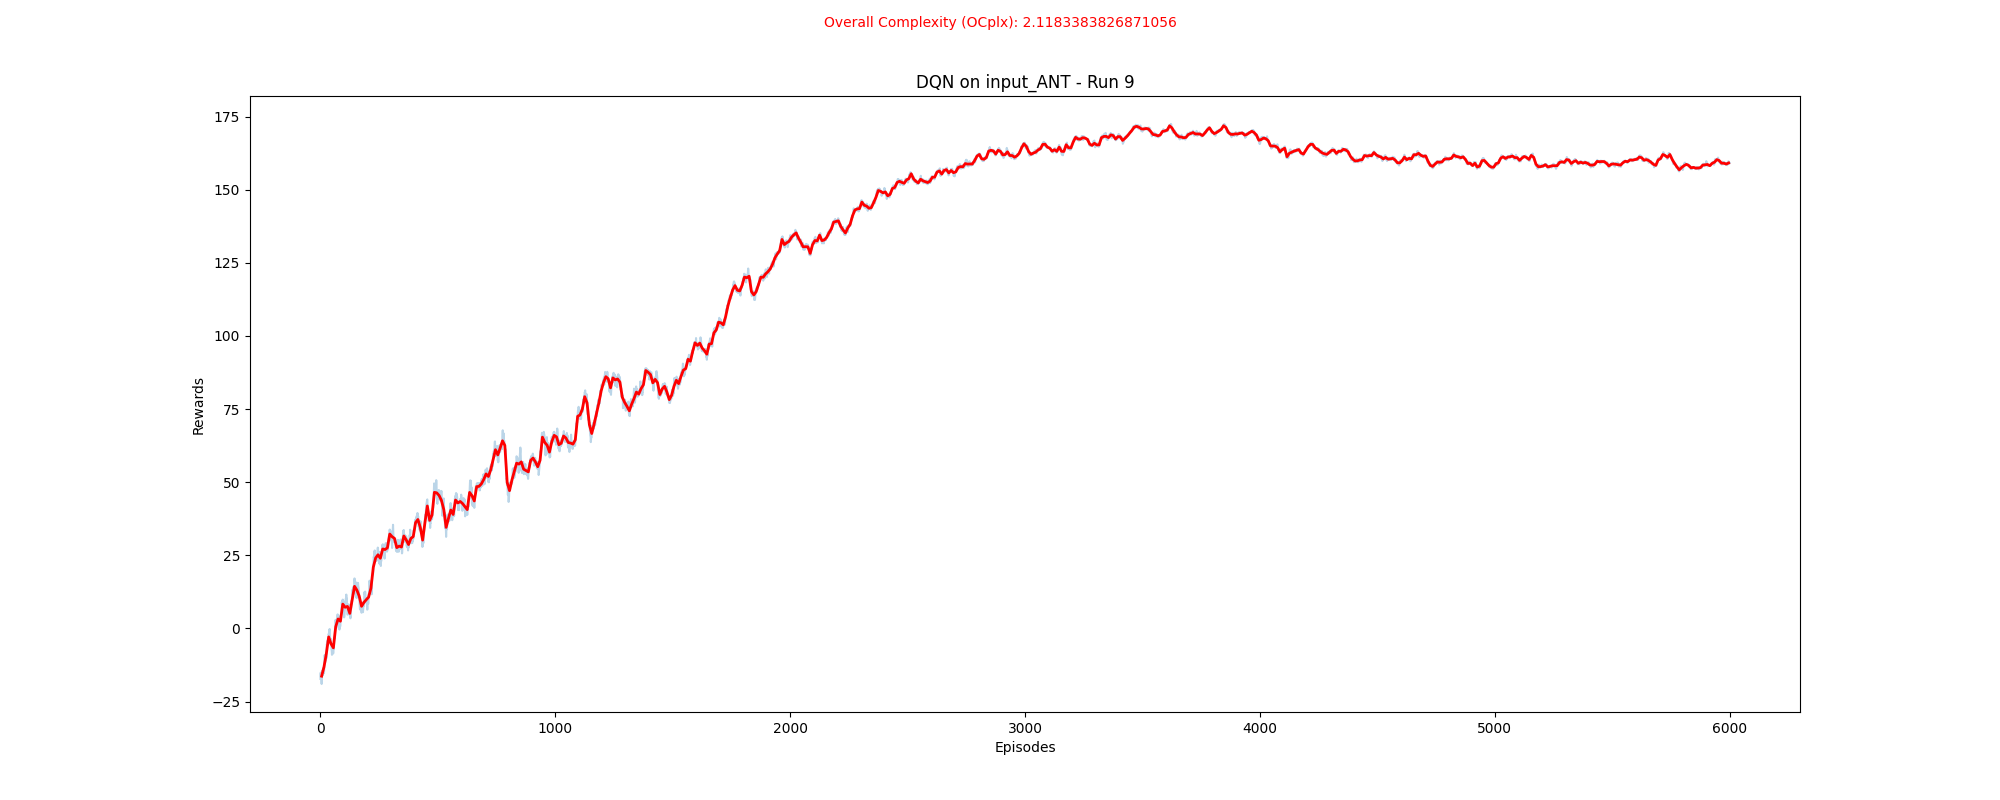 Overall Complexity (OCplx): 2.1183383826871056
DQN on input_ANT - Run 9
175
150
125
100
75
50
25
0
−25
Rewards
0 1000 2000 3000 4000 5000 6000
Episodes